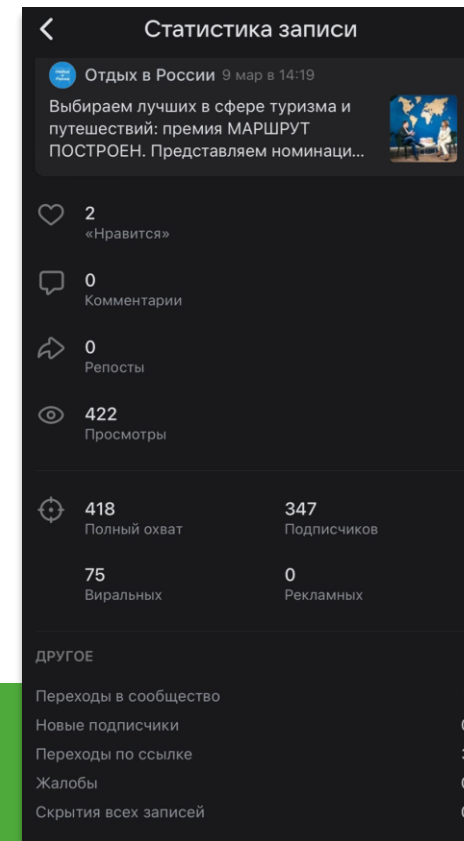 Статистика записи
Отдых в России 9 мар в 14:19
Выбираем лучших в сфере туризма и
путешествий: премия МАРШРУТ
ПОСТРОЕН. Представляем номинаци...
2
«Нравится»
0
Комментарии
0
Репосты
422
Просмотры
418
Полный охват
347
Подписчиков
75
Виральных
0
Рекламных
ДРУГОЕ
Переходы в сообщество
Новые подписчики
Переходы по ссылке
Жалобы
Скрытия всех записей